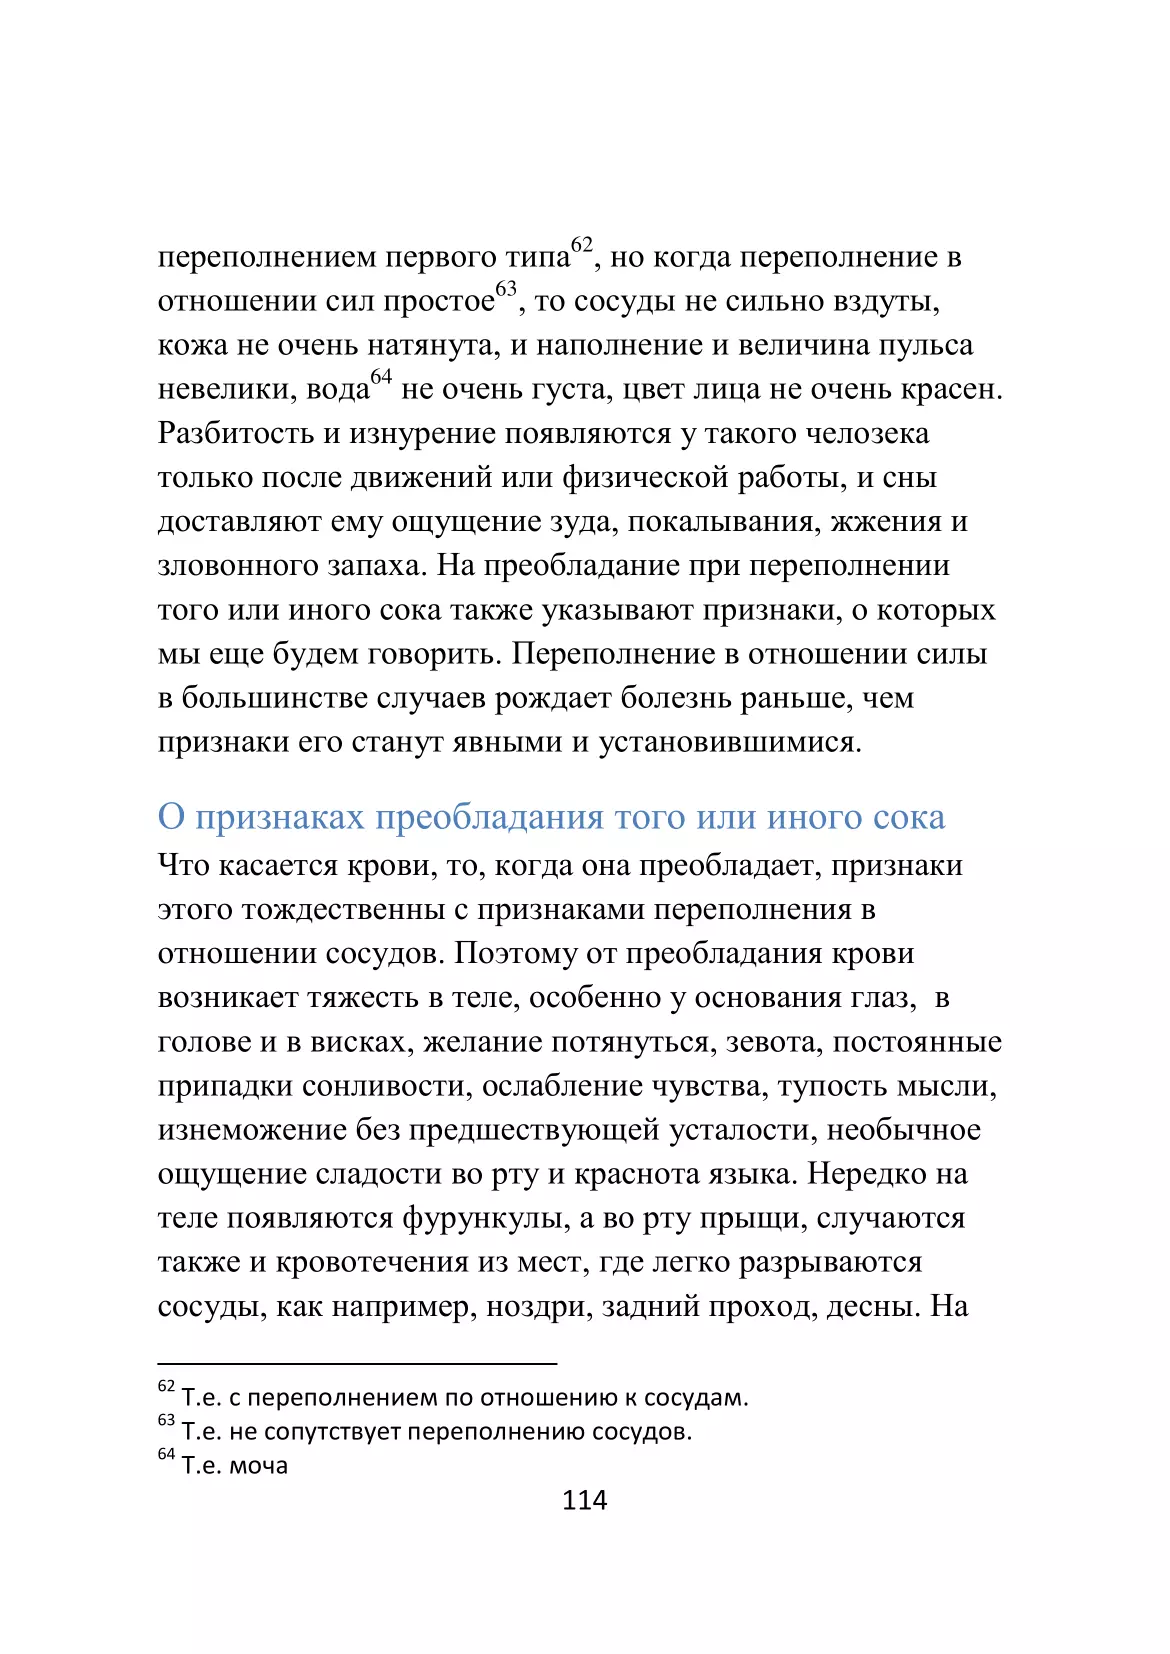 переполнением первого типа62, но когда переполнение в
отношении сил простое63, то сосуды не сильно вздуты,
кожа не очень натянута, и наполнение и величина пульса
невелики, вода64 не очень густа, цвет лица не очень красен.
Разбитость и изнурение появляются у такого челозека
только после движений или физической работы, и сны
доставляют ему ощущение зуда, покалывания, жжения и
зловонного запаха. На преобладание при переполнении
того или иного сока также указывают признаки, о которых
мы еще будем говорить. Переполнение в отношении силы
в большинстве случаев рождает болезнь раньше, чем
признаки его станут явными и установившимися.
О признаках преобладания того или иного сока
Что касается крови, то, когда она преобладает, признаки
этого тождественны с признаками переполнения в
отношении сосудов. Поэтому от преобладания крови
возникает тяжесть в теле, особенно у основания глаз,  в
голове и в висках, желание потянуться, зевота, постоянные
припадки сонливости, ослабление чувства, тупость мысли,
изнеможение без предшествующей усталости, необычное
ощущение сладости во рту и краснота языка. Нередко на
теле появляются фурункулы, а во рту прыщи, случаются
также и кровотечения из мест, где легко разрываются
сосуды, как например, ноздри, задний проход, десны. На
62 Т.е. с переполнением по отношению к сосудам.
63 Т.е. не сопутствует переполнению сосудов.
64 Т.е. моча
114